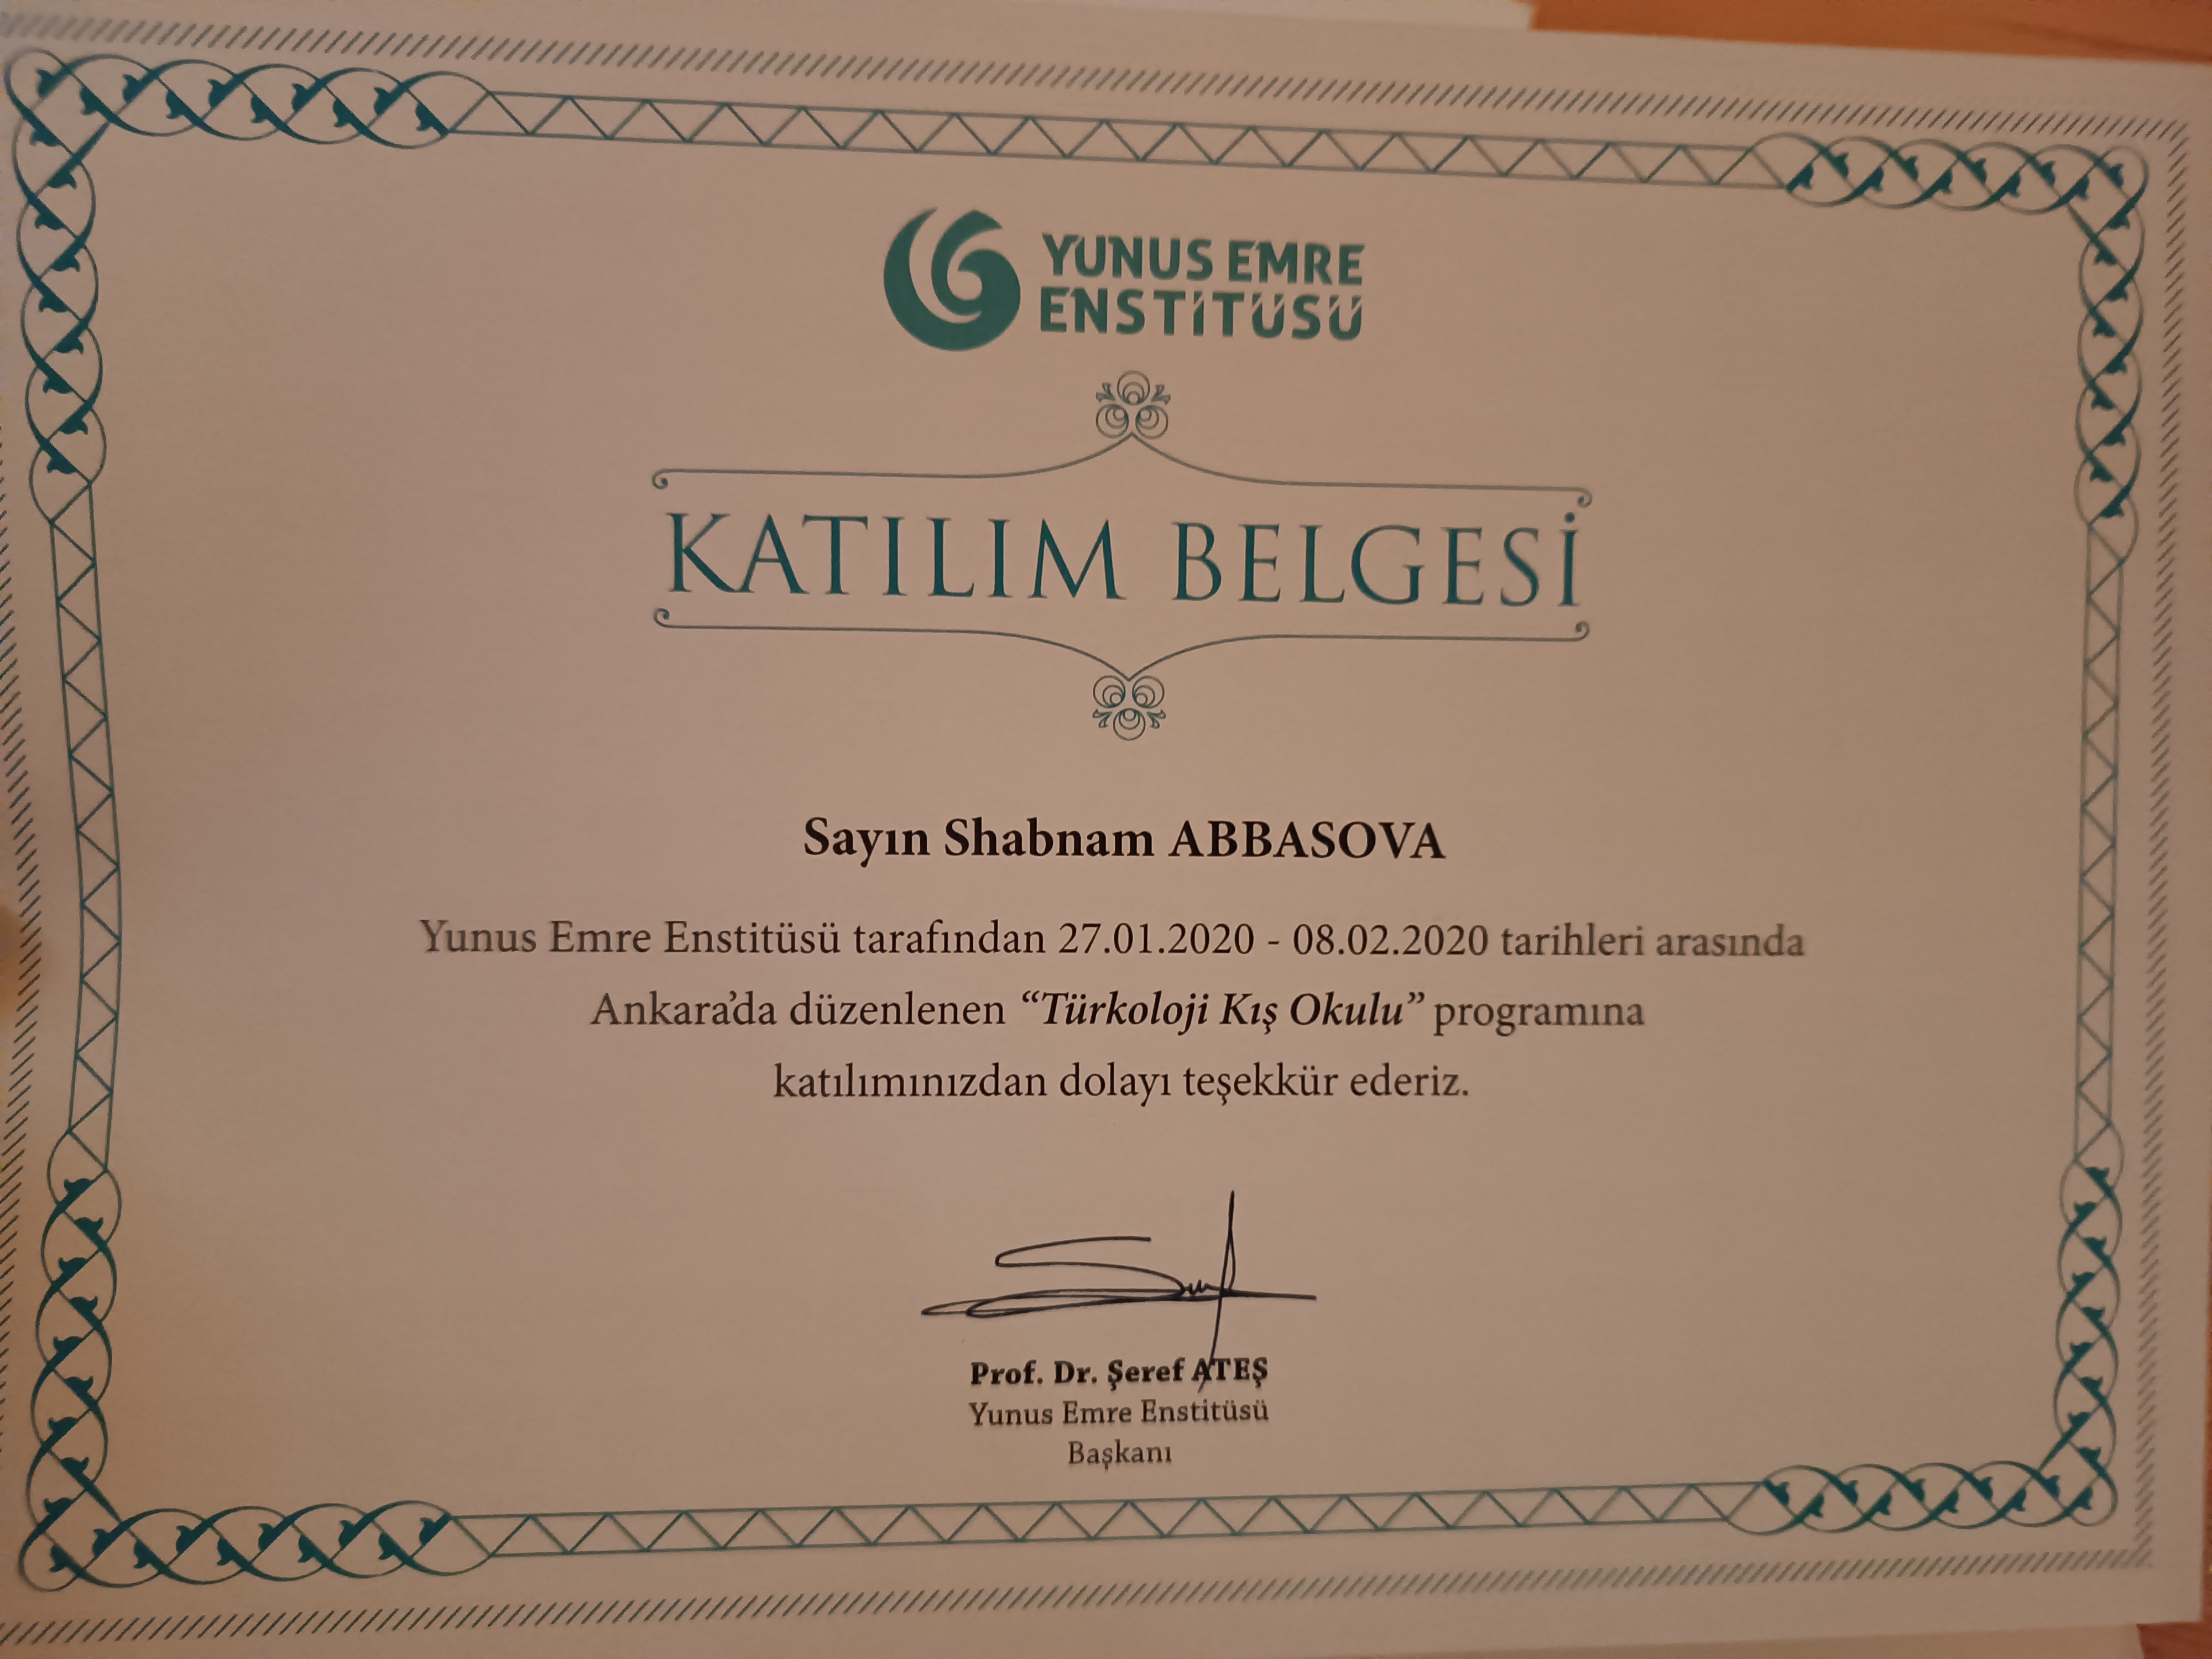 YUNUS EMRE
ENSTİTÜSÜ
KATILIM BELGESİ
Sayın Shabnam ABBASOVA
Yunus Emre Enstitüsü tarafından 27.01.2020 - 08.02.2020 tarihleri arasında
Ankara’da düzenlenen “Türkoloji Kış Okulu” programına
katılımınızdan dolayı teşekkür ederiz.
Prof. Dr. Şeref ATEŞ
Yunus Emre Enstitüsü
Başkanı